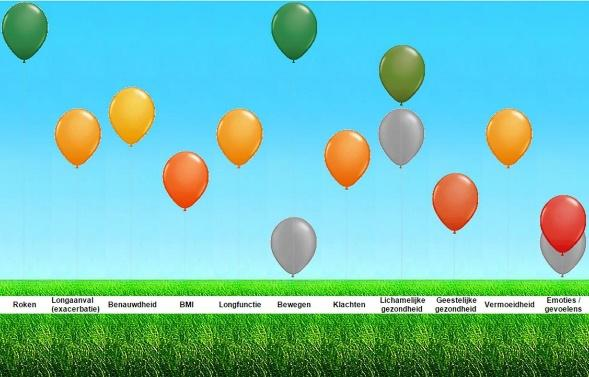 Roken
Longaanval
(exacerbatie)
Benauwdheid
BMI
Longfunctie
Bewegen
Klachten
Lichamelijke
gezondheid
Geestelijke
gezondheid
Vermoeidheid
Emoties /
gevoelens